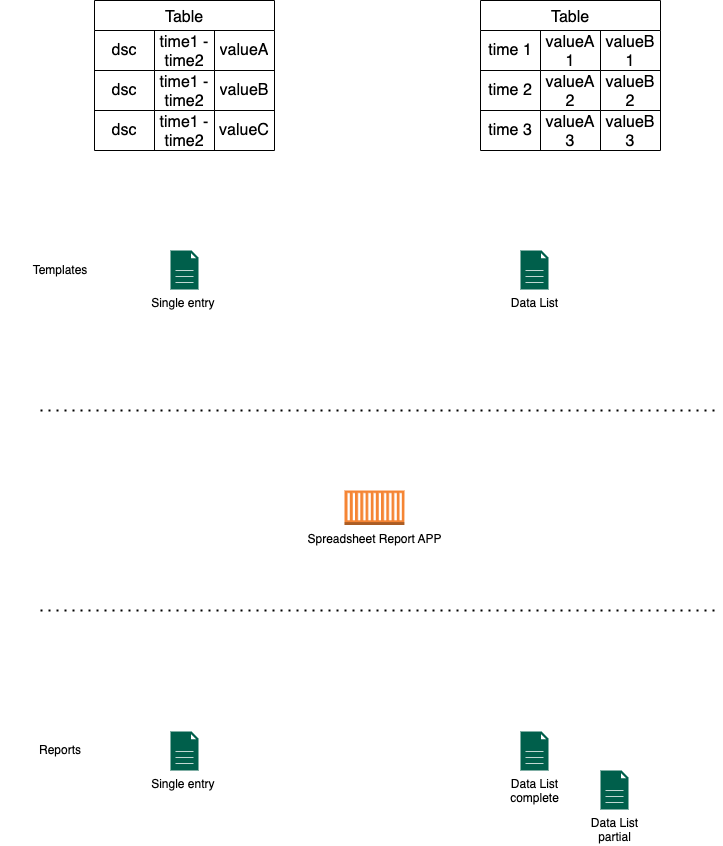 Table
dsc
time1 -
time2
valueA
dsc
time1 -
time2
valueB
dsc
time1 -
time2
valueC
Table
time 1
valueA
1
valueB
1
time 2
valueA
2
valueB
2
time 3
valueA
3
valueB
3
Templates
Single entry
Data List
Spreadsheet Report APP
Reports
Single entry
Data List
complete
Data List
partial